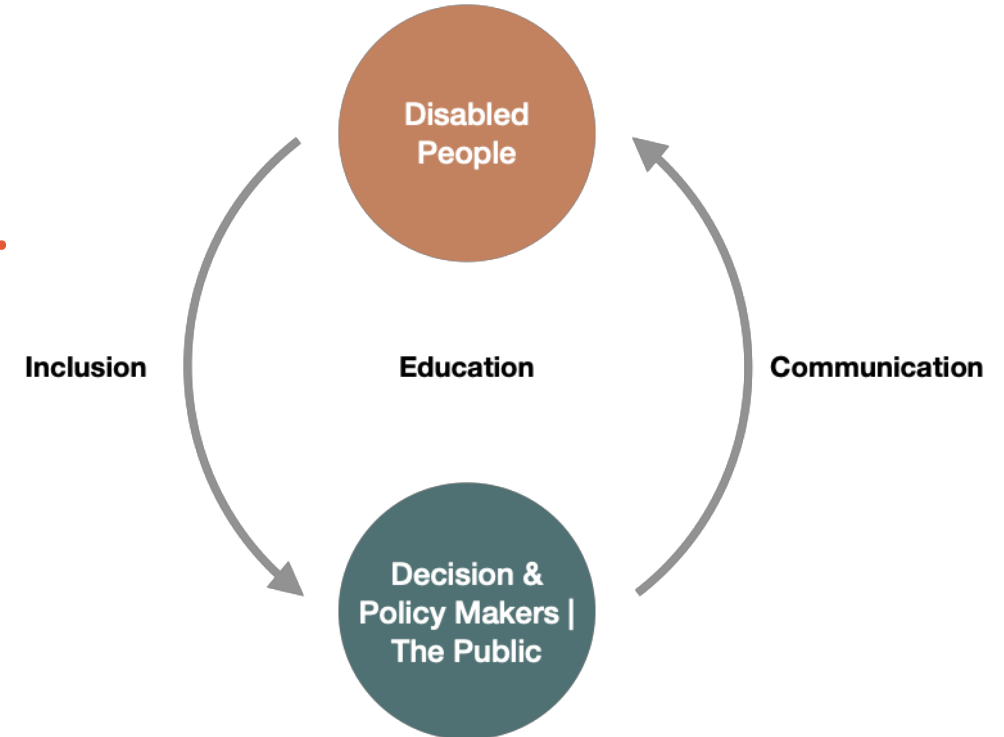 Disabled
People
Inclusion
Education
Communication
Decision &
Policy Makers |
The Public